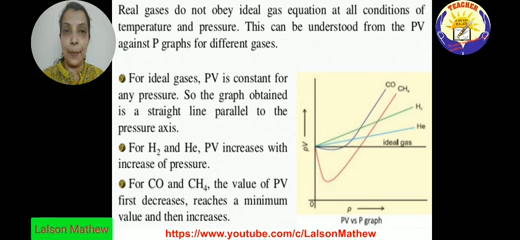 Real gases do not obey ideal gas equation at all conditions of
temperature and pressure. This can be understood from the PV
against P graphs for different gases.
For ideal gases, PV is constant for
any pressure. So the graph obtained
is a straight line parallel to the
pressure axis.
For H₂ and He, PV increases with
increase of pressure.
For CO and CH₄, the value of PV
first decreases, reaches a minimum
value and then increases.
CO
CH₄
H₂
He
ideal gas
pV
O
p
PV vs P graph
TEACHER
Lalson Mathew
https://www.youtube.com/c/LalsonMathew